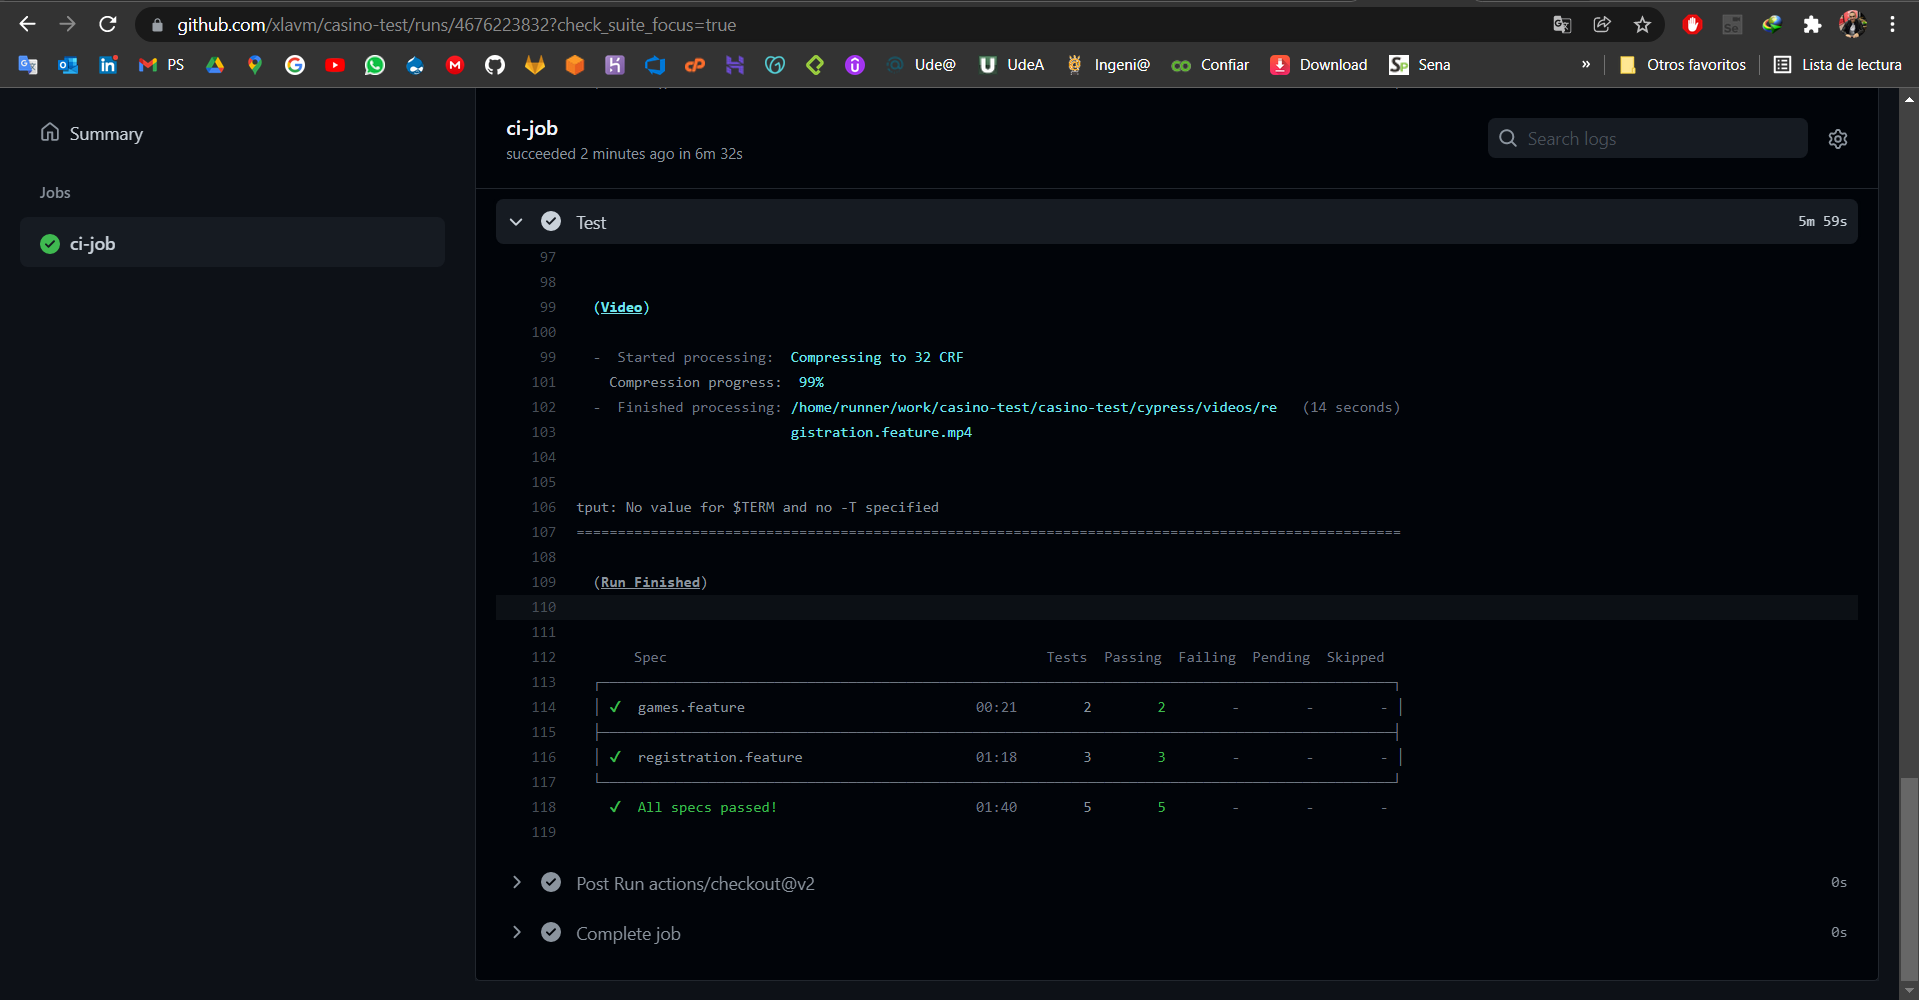 github.com/xlavm/casino-test/runs/4676223832?check_suite_focus=true
PS Ude@ UdeA Ingeni@ Confiar Download Sena » Otros favoritos Lista de lectura
Summary
Jobs
ci-job
ci-job
succeeded 2 minutes ago in 6m 32s
Search logs
Test 5m 59s
97
98
99 (Video)
100
99 - Started processing: Compressing to 32 CRF
101 Compression progress: 99%
102 - Finished processing: /home/runner/work/casino-test/casino-test/cypress/videos/re (14 seconds)
103 gistration.feature.mp4
104
105
106 tput: No value for $TERM and no -T specified
107 ====================================================================================================
108
109 (Run Finished)
110
111
112 Spec Tests Passing Failing Pending Skipped
113
114 ✓ games.feature 00:21 2 2 - - -
115
116 ✓ registration.feature 01:18 3 3 - - -
117
118 ✓ All specs passed! 01:40 5 5 - - -
119
Post Run actions/checkout@v2 0s
Complete job 0s